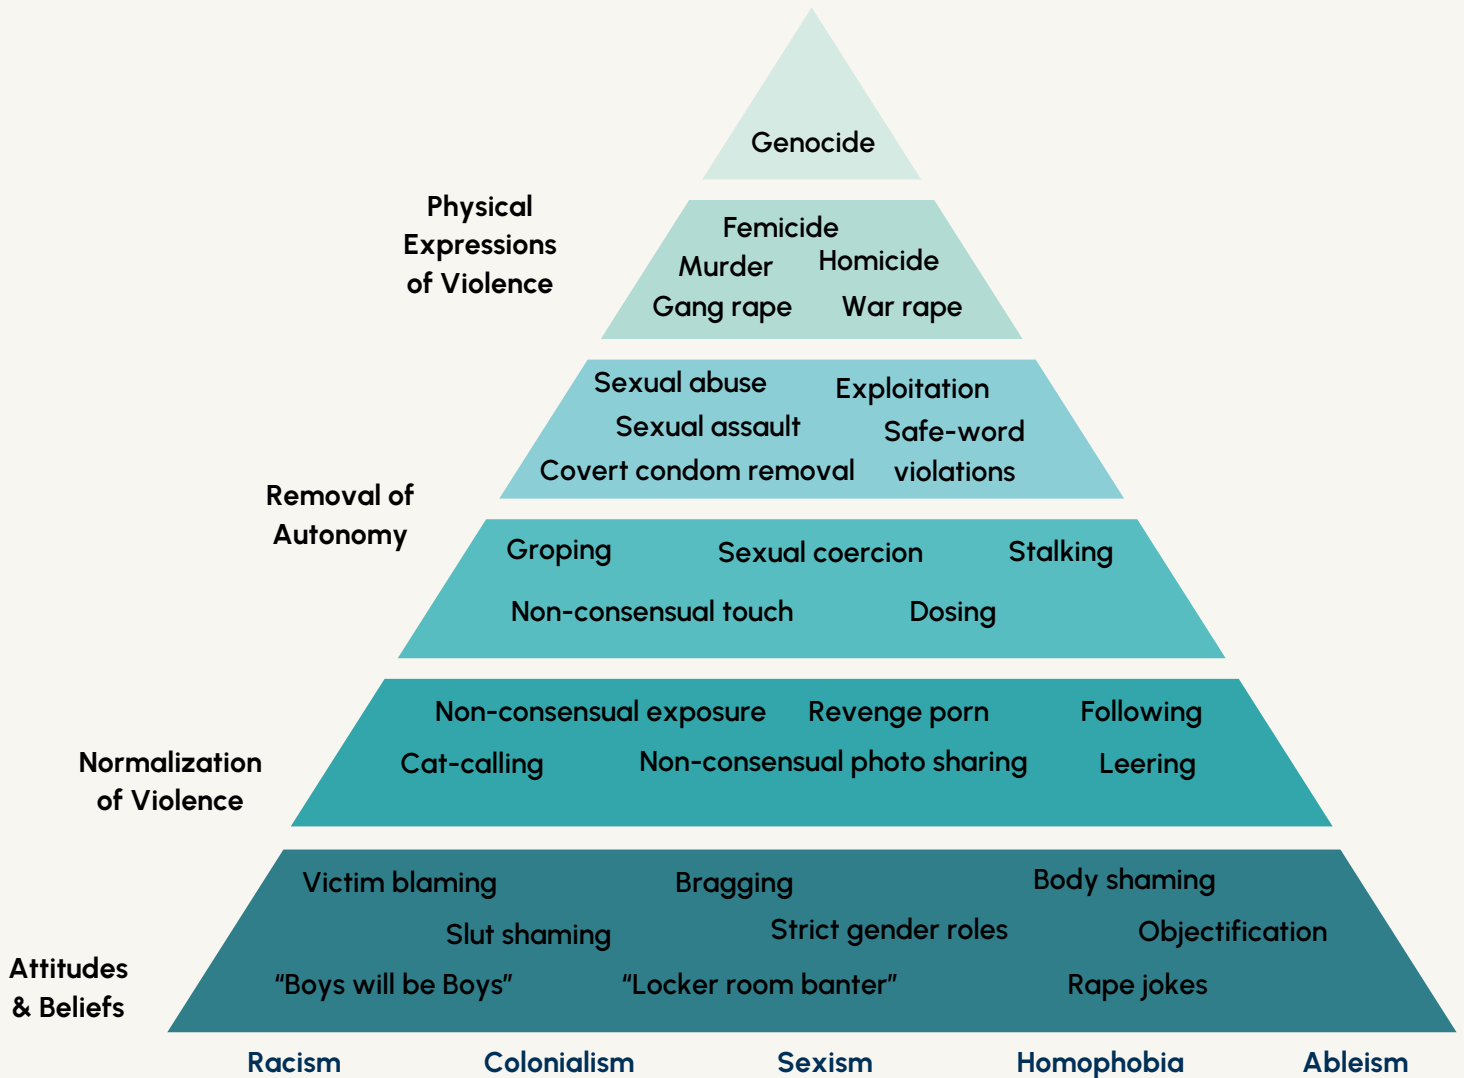 Genocide
Physical
Expressions
of Violence
Femicide
Murder
Homicide
Gang rape
War rape
Sexual abuse
Exploitation
Sexual assault
Safe-word
violations
Covert condom removal
Removal of
Autonomy
Groping
Sexual coercion
Stalking
Non-consensual touch
Dosing
Normalization
of Violence
Non-consensual exposure
Revenge porn
Following
Cat-calling
Non-consensual photo sharing
Leering
Attitudes
& Beliefs
Victim blaming
Bragging
Body shaming
Slut shaming
Strict gender roles
Objectification
“Boys will be Boys”
“Locker room banter”
Rape jokes
Racism
Colonialism
Sexism
Homophobia
Ableism